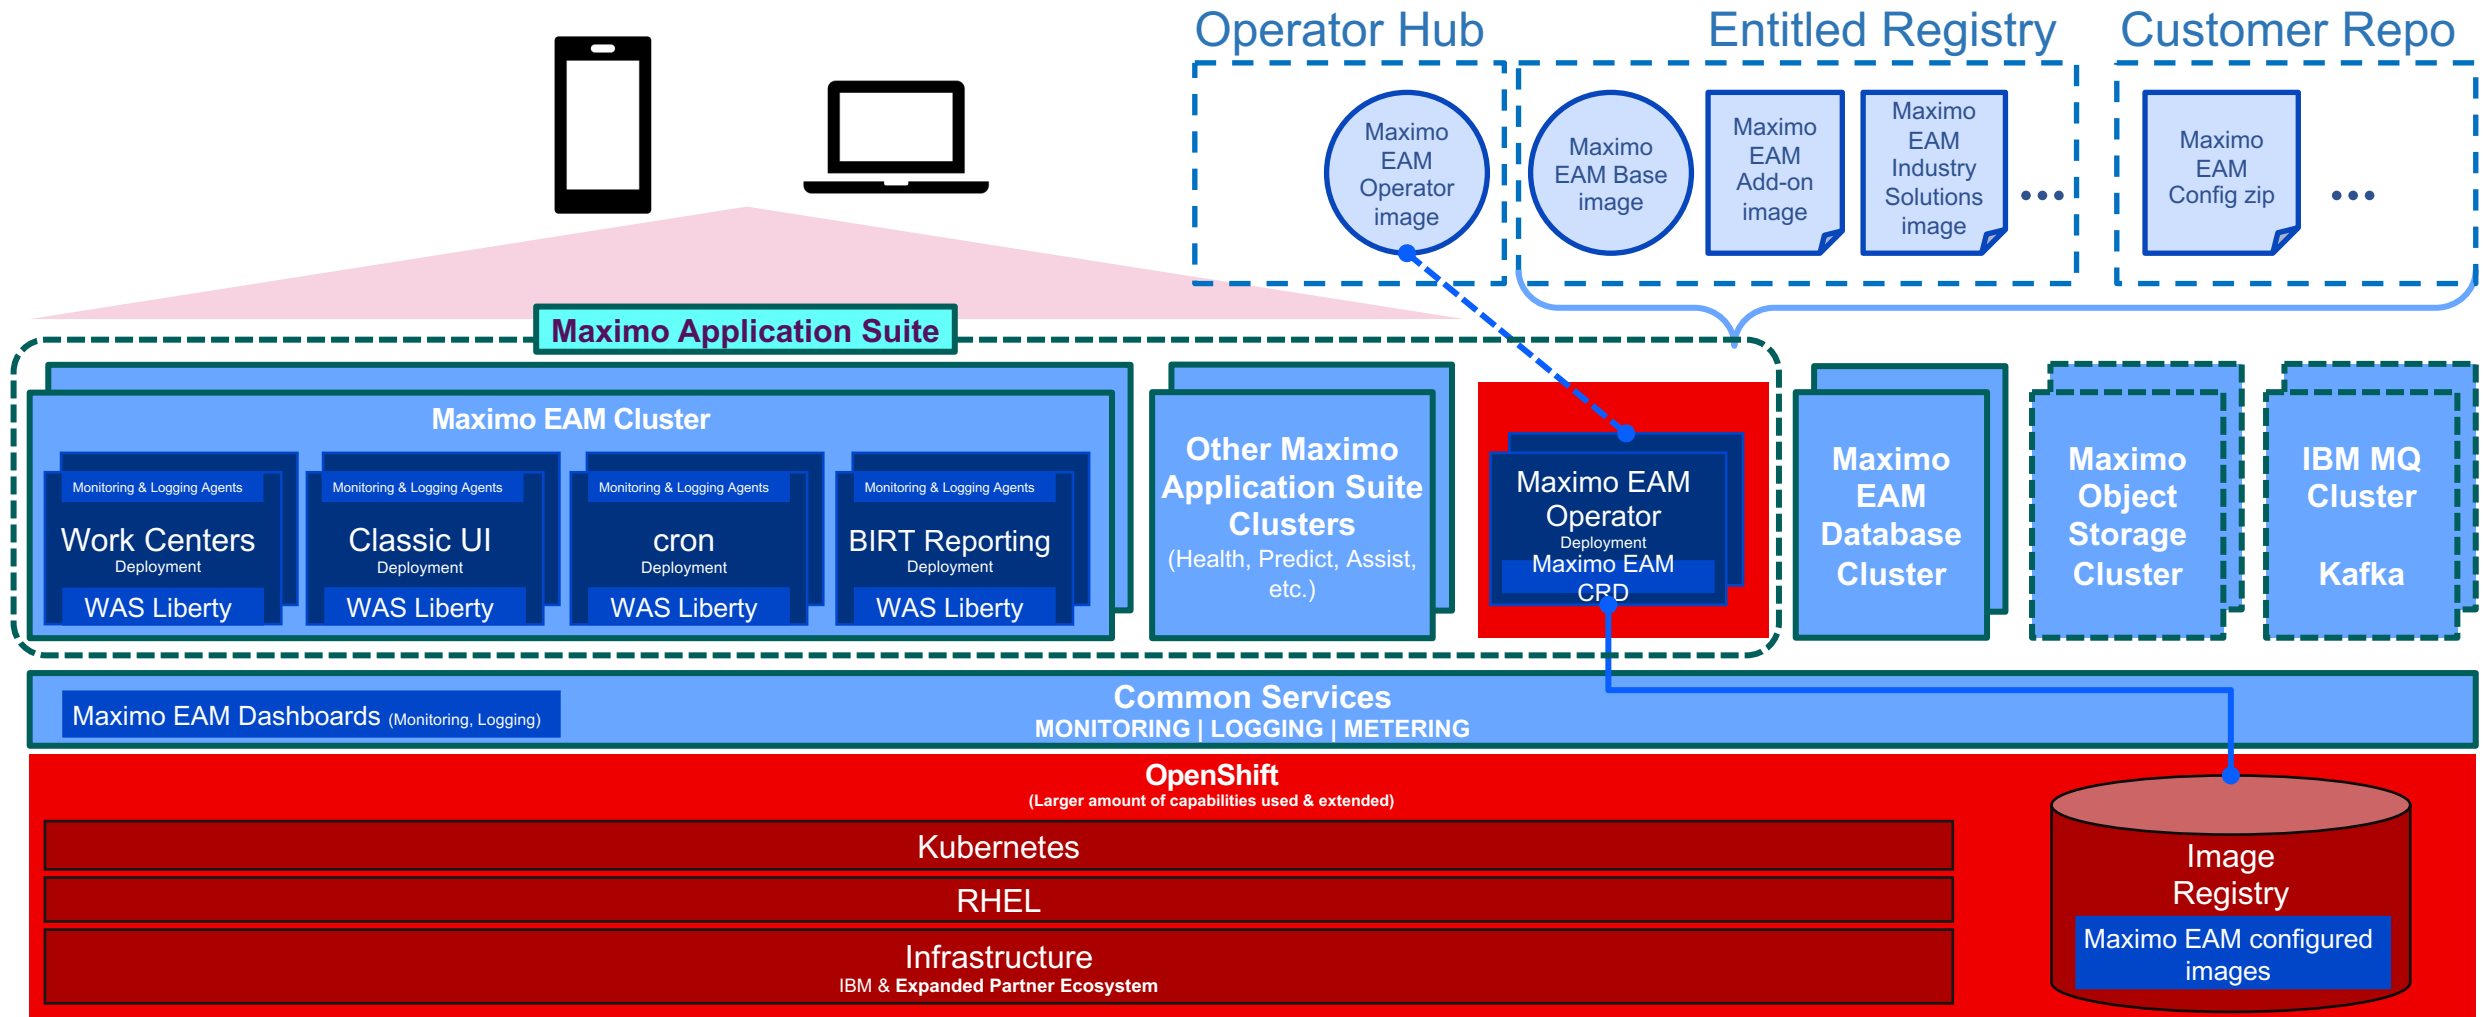 Operator Hub
Entitled Registry
Customer Repo
Maximo
EAM
Operator
image
Maximo
EAM Base
image
Maximo
EAM
Add-on
image
Maximo
EAM
Industry
Solutions
image
...
Maximo
EAM
Config zip
...
Maximo Application Suite
Maximo EAM Cluster
Monitoring & Logging Agents
Work Centers
Deployment
WAS Liberty
Monitoring & Logging Agents
Classic UI
Deployment
WAS Liberty
Monitoring & Logging Agents
cron
Deployment
WAS Liberty
Monitoring & Logging Agents
BIRT Reporting
Deployment
WAS Liberty
Other Maximo
Application Suite
Clusters
(Health, Predict, Assist,
etc.)
Maximo EAM
Operator
Deployment
Maximo EAM
CRD
Maximo
EAM
Database
Cluster
Maximo
Object
Storage
Cluster
IBM MQ
Cluster
Kafka
Maximo EAM Dashboards (Monitoring, Logging)
Common Services
MONITORING | LOGGING | METERING
OpenShift
(Larger amount of capabilities used & extended)
Kubernetes
RHEL
Infrastructure
IBM & Expanded Partner Ecosystem
Image
Registry
Maximo EAM configured
images